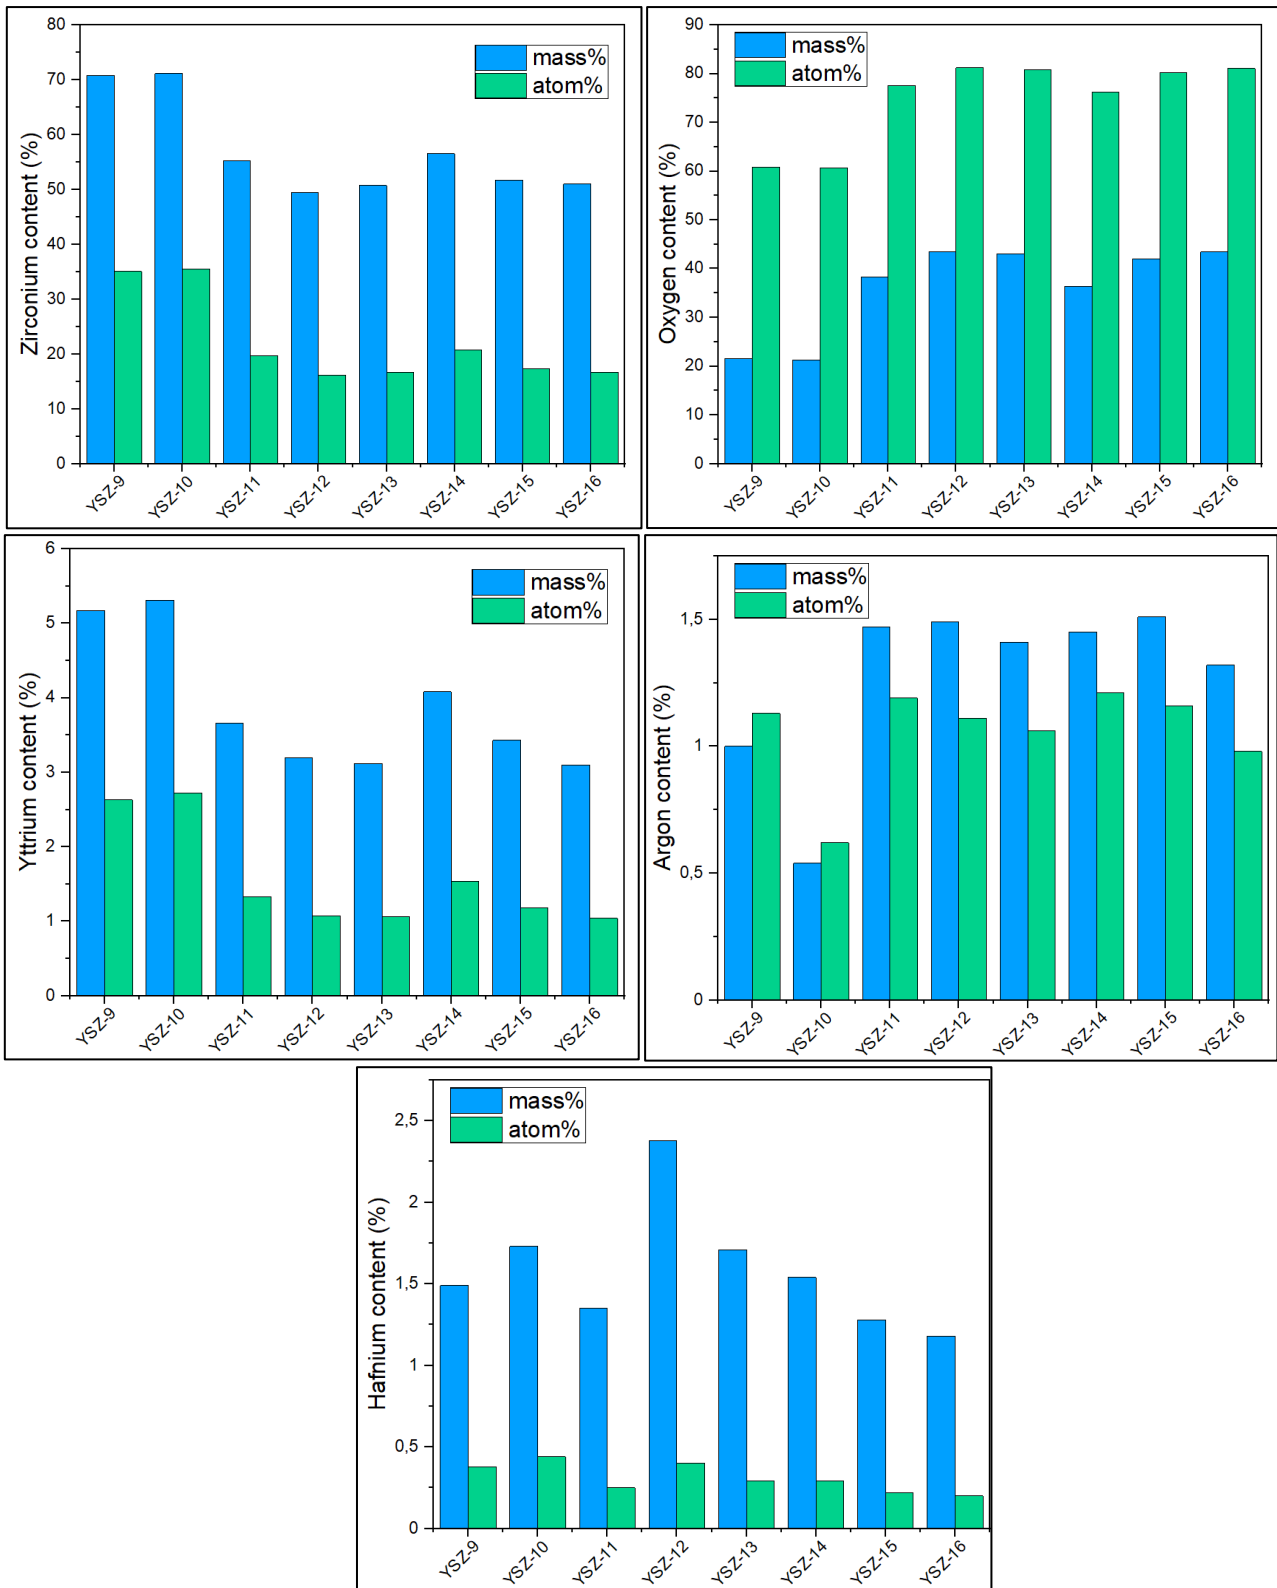 80
70
60
50
40
30
20
10
0
Zirconium content (%)
mass%
atom%
YSZ-9
YSZ-10
YSZ-11
YSZ-12
YSZ-13
YSZ-14
YSZ-15
YSZ-16
90
80
70
60
50
40
30
20
10
0
Oxygen content (%)
mass%
atom%
YSZ-9
YSZ-10
YSZ-11
YSZ-12
YSZ-13
YSZ-14
YSZ-15
YSZ-16
6
5
4
3
2
1
0
Yttrium content (%)
mass%
atom%
YSZ-9
YSZ-10
YSZ-11
YSZ-12
YSZ-13
YSZ-14
YSZ-15
YSZ-16
1,5
1
0,5
0
Argon content (%)
mass%
atom%
YSZ-9
YSZ-10
YSZ-11
YSZ-12
YSZ-13
YSZ-14
YSZ-15
YSZ-16
2,5
2
1,5
1
0,5
0
Hafnium content (%)
mass%
atom%
YSZ-9
YSZ-10
YSZ-11
YSZ-12
YSZ-13
YSZ-14
YSZ-15
YSZ-16